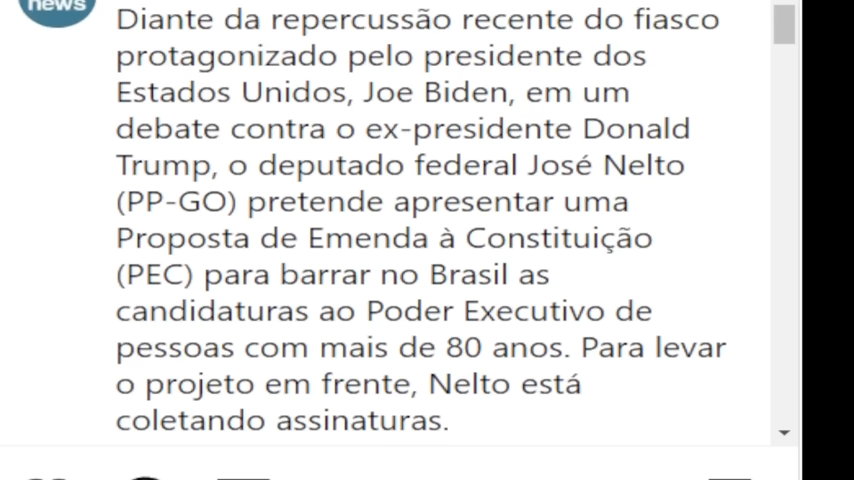 news
Diante da repercussão recente do fiasco
protagonizado pelo presidente dos
Estados Unidos, Joe Biden, em um
debate contra o ex-presidente Donald
Trump, o deputado federal José Nelto
(PP-GO) pretende apresentar uma
Proposta de Emenda à Constituição
(PEC) para barrar no Brasil as
candidaturas ao Poder Executivo de
pessoas com mais de 80 anos. Para levar
o projeto em frente, Nelto está
coletando assinaturas.